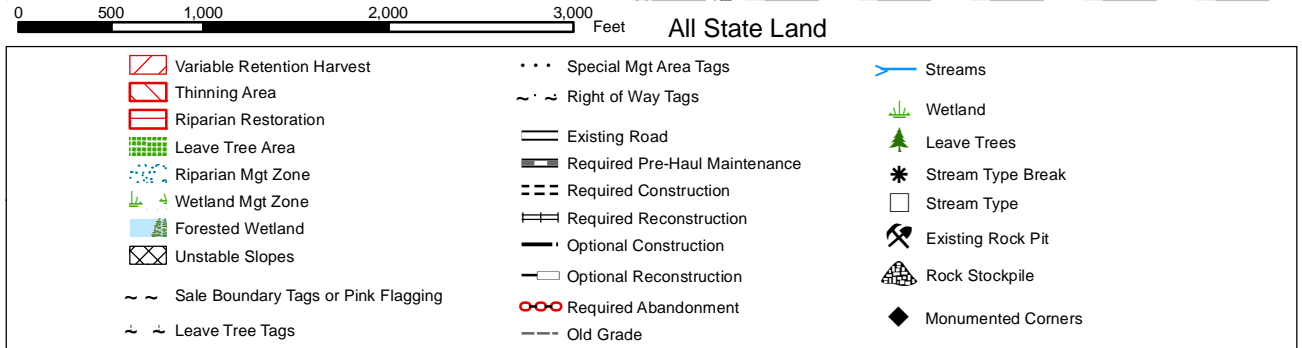 0 500 1,000 2,000 3,000
Feet
All State Land
Variable Retention Harvest
Thinning Area
Riparian Restoration
Leave Tree Area
Riparian Mgt Zone
Wetland Mgt Zone
Forested Wetland
Unstable Slopes
Sale Boundary Tags or Pink Flagging
Leave Tree Tags
Special Mgt Area Tags
Right of Way Tags
Existing Road
Required Pre-Haul Maintenance
Required Construction
Required Reconstruction
Optional Construction
Optional Reconstruction
Required Abandonment
Old Grade
Streams
Wetland
Leave Trees
Stream Type Break
Stream Type
Existing Rock Pit
Rock Stockpile
Monumented Corners